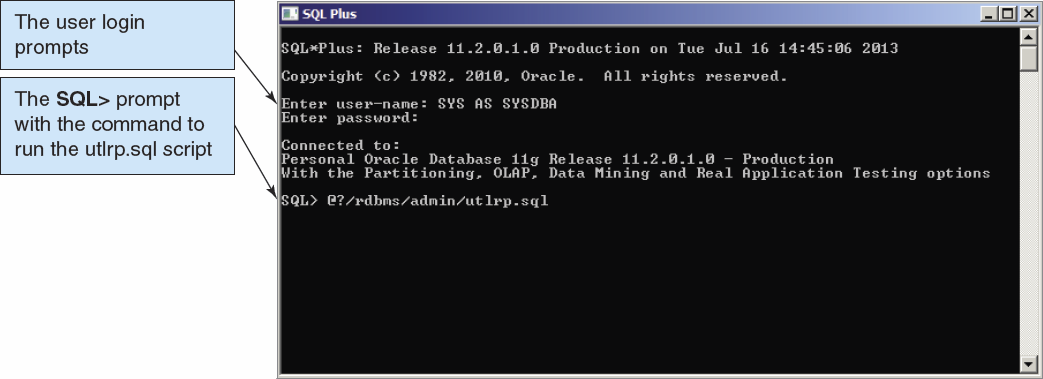 The user login
prompts
The SQL> prompt
with the command to
run the utlrp.sql script
SQL Plus
SQL*Plus: Release 11.2.0.1.0 Production on Tue Jul 16 14:45:06 2013
Copyright (c) 1982, 2010, Oracle.  All rights reserved.
Enter user-name: SYS AS SYSDBA
Enter password:
Connected to:
Personal Oracle Database 11g Release 11.2.0.1.0 - Production
With the Partitioning, OLAP, Data Mining and Real Application Testing options
SQL> @?/rdbms/admin/utlrp.sql